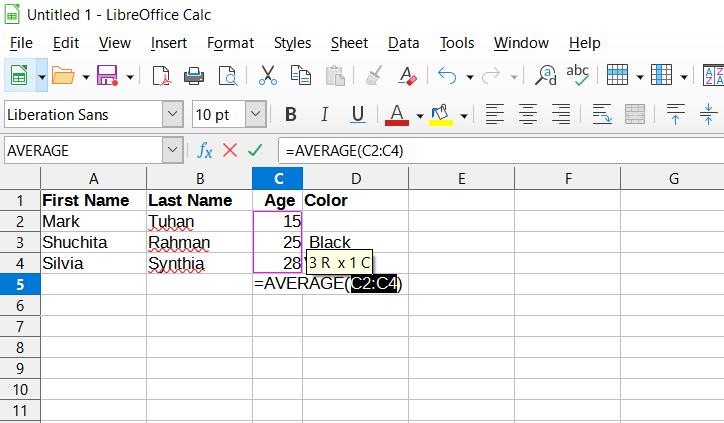 Untitled 1 - LibreOffice Calc
File Edit View Insert Format Styles Sheet Data Tools Window Help
abc
A Z
Z A
Liberation Sans 10 pt B I U A
AVERAGE fx =AVERAGE(C2:C4)
A B C D E F G
1 First Name Last Name Age Color
2 Mark Tuhan 15
3 Shuchita Rahman 25 Black
4 Silvia Synthia 28 3 R x 1 C
5 =AVERAGE(C2:C4)
6
7
8
9
10
11